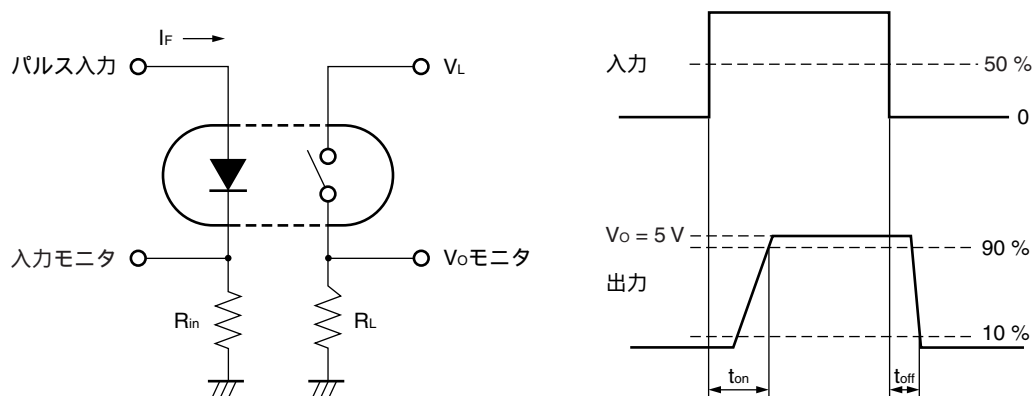 IF
パルス入力
VL
入力モニタ
VOモニタ
Rin
RL
入力
50 %
0
VO = 5 V
90 %
出力
10 %
ton
toff